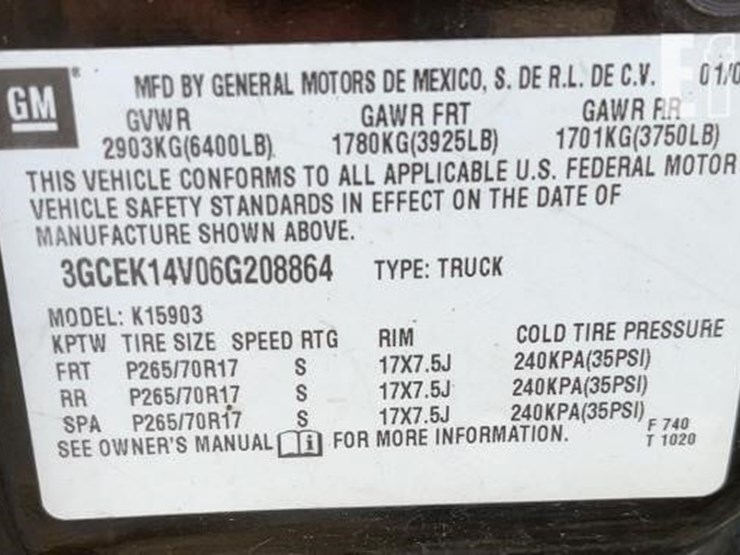 GM
MFD BY GENERAL MOTORS DE MEXICO, S. DE R.L. DE C.V. 01/0
GVWR GAWR FRT GAWR RR
2903KG(6400LB) 1780KG(3925LB) 1701KG(3750LB)
THIS VEHICLE CONFORMS TO ALL APPLICABLE U.S. FEDERAL MOTOR
VEHICLE SAFETY STANDARDS IN EFFECT ON THE DATE OF
MANUFACTURE SHOWN ABOVE.
3GCEK14V06G208864 TYPE: TRUCK
MODEL: K15903
KPTW TIRE SIZE SPEED RTG RIM COLD TIRE PRESSURE
FRT P265/70R17 S 17X7.5J 240KPA(35PSI)
RR P265/70R17 S 17X7.5J 240KPA(35PSI)
SPA P265/70R17 S 17X7.5J 240KPA(35PSI)
F 740
SEE OWNER'S MANUAL FOR MORE INFORMATION.
T 1020